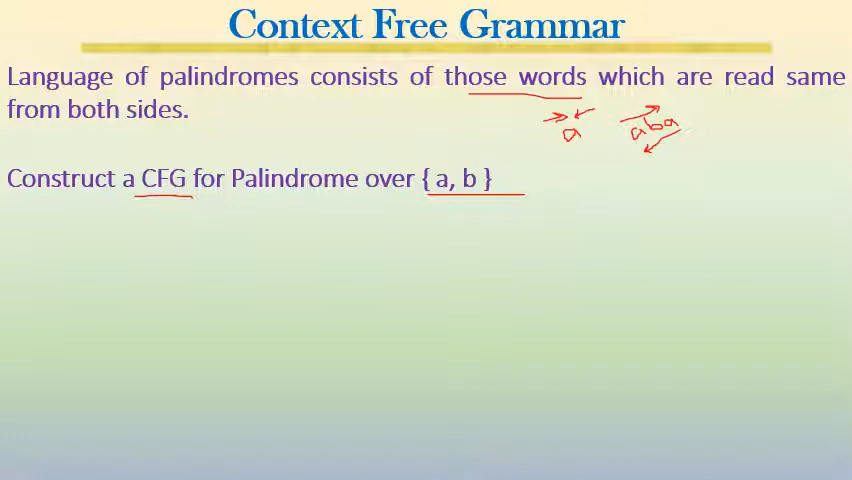 Context Free Grammar
Language of palindromes consists of those words which are read same
from both sides.
a aba
Construct a CFG for Palindrome over { a, b }